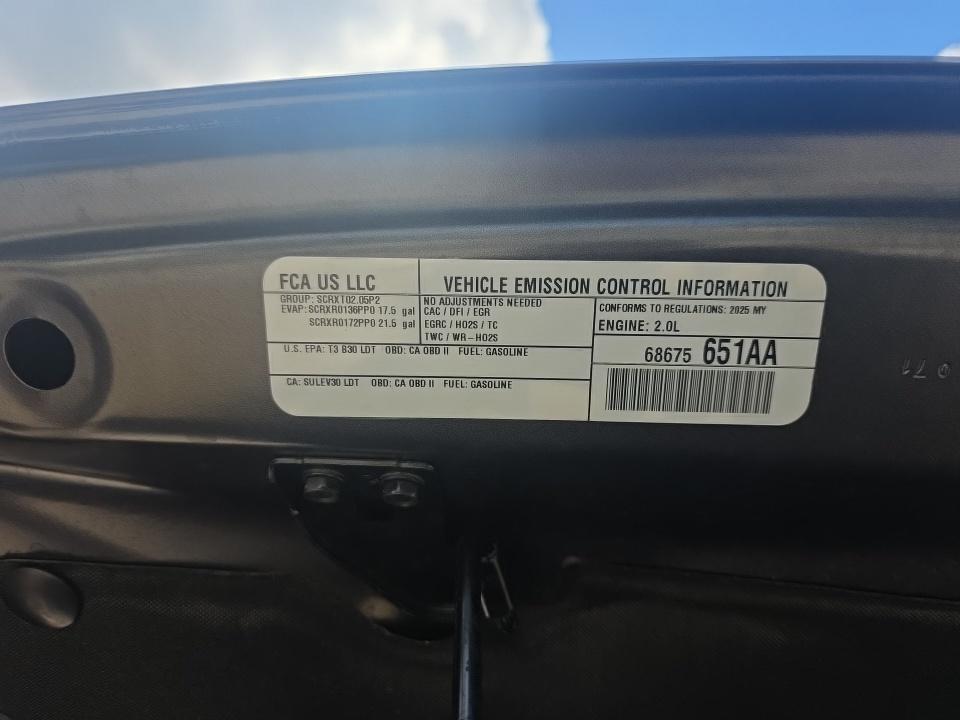 FCA US LLC
VEHICLE EMISSION CONTROL INFORMATION
GROUP: SCRXT02.05P2
EVAP: SCRXR0136PP0 17.5 gal
SCRXR0172PP0 21.5 gal
NO ADJUSTMENTS NEEDED
CAC / DFI / EGR
EGRC / HO2S / TC
TWC / WR-HO2S
CONFORMS TO REGULATIONS: 2025 MY
ENGINE: 2.0L
U.S. EPA: T3 B30 LDT OBD: CA OBD II FUEL: GASOLINE
CA: SULEV30 LDT OBD: CA OBD II FUEL: GASOLINE
68675 651AA
071